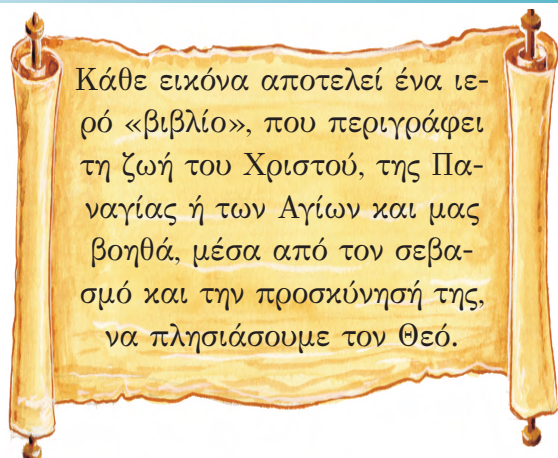 Κάθε εικόνα αποτελεί ένα ιε-
ρό «βιβλίο», που περιγράφει
τη ζωή του Χριστού, της Πα-
ναγίας ή των Αγίων και μας
βοηθά, μέσα από τον σεβα-
σμό και την προσκύνησή της,
να πλησιάσουμε τον Θεό.